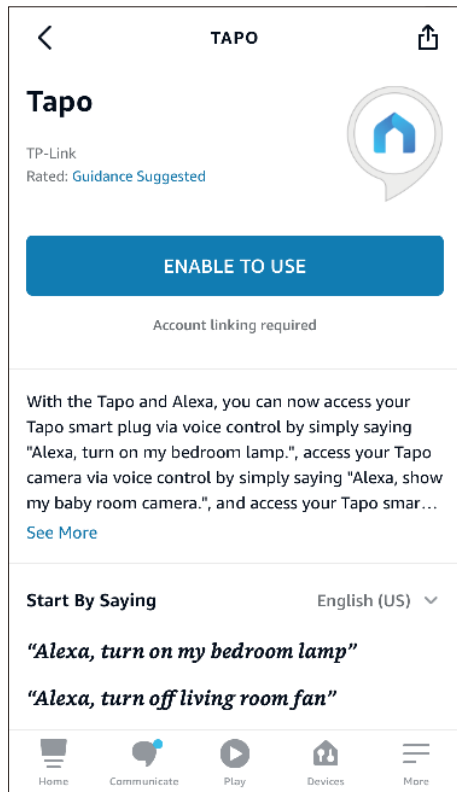 TAPO
Tapo
TP-Link
Rated: Guidance Suggested
ENABLE TO USE
Account linking required
With the Tapo and Alexa, you can now access your
Tapo smart plug via voice control by simply saying
"Alexa, turn on my bedroom lamp.", access your Tapo
camera via voice control by simply saying "Alexa, show
my baby room camera.", and access your Tapo smar...
See More
Start By Saying English (US)
“Alexa, turn on my bedroom lamp”
“Alexa, turn off living room fan”
Home Communicate Play Devices More